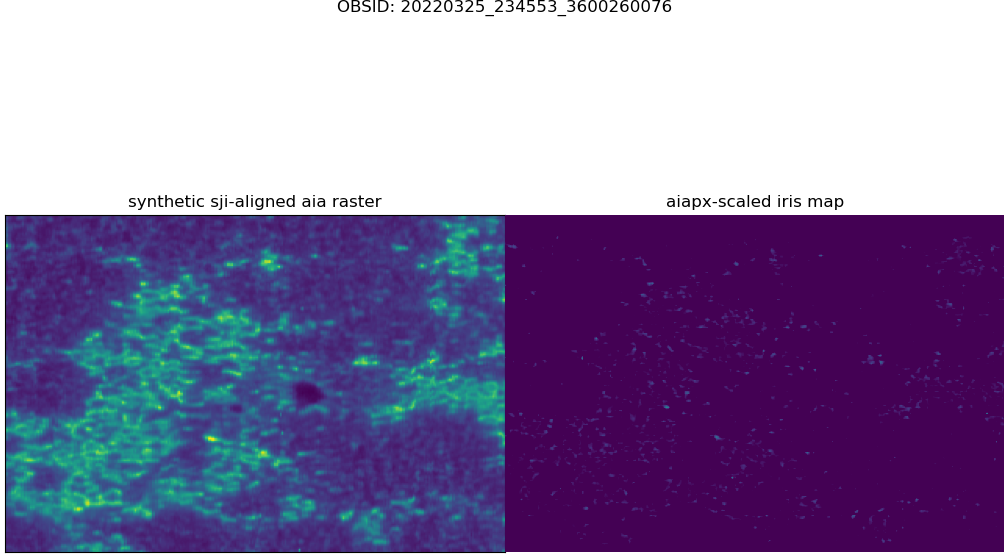 OBSID: 20220325_234553_3600260076
synthetic sji-aligned aia raster
aiapx-scaled iris map